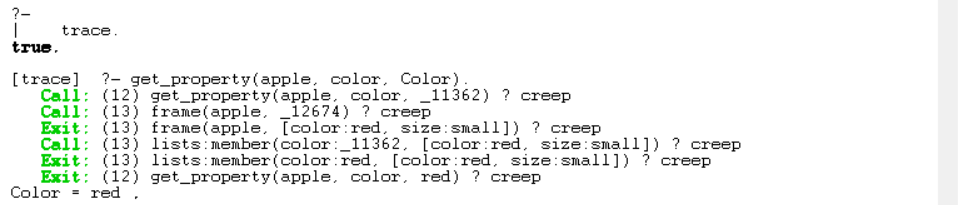 ?-
|    trace.
true.
[trace]  ?- get_property(apple, color, Color).
   Call: (12) get_property(apple, color, _11362) ? creep
   Call: (13) frame(apple, _12674) ? creep
   Exit: (13) frame(apple, [color:red, size:small]) ? creep
   Call: (13) lists:member(color:_11362, [color:red, size:small]) ? creep
   Exit: (13) lists:member(color:red, [color:red, size:small]) ? creep
   Exit: (12) get_property(apple, color, red) ? creep
Color = red ,